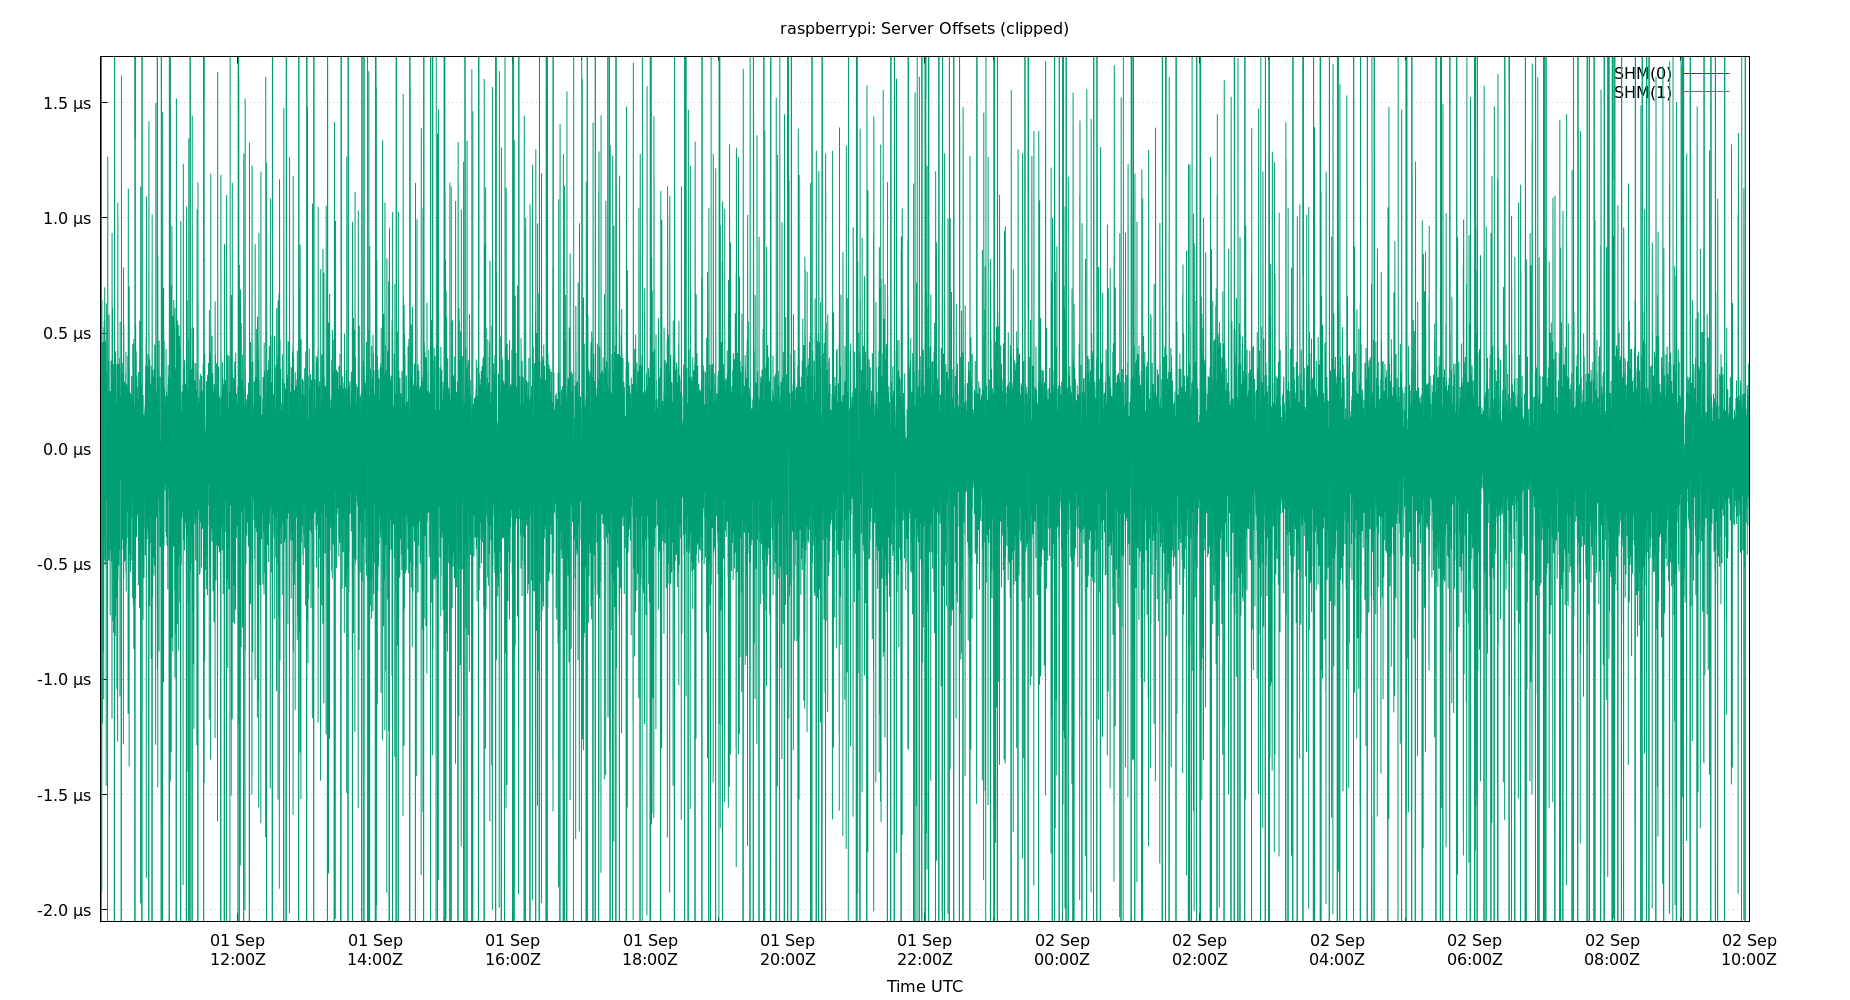 raspberrypi: Server Offsets (clipped)
SHM(0)
SHM(1)
1.5 µs
1.0 µs
0.5 µs
0.0 µs
-0.5 µs
-1.0 µs
-1.5 µs
-2.0 µs
01 Sep 01 Sep 01 Sep 01 Sep 01 Sep 01 Sep 02 Sep 02 Sep 02 Sep 02 Sep 02 Sep 02 Sep
12:00Z 14:00Z 16:00Z 18:00Z 20:00Z 22:00Z 00:00Z 02:00Z 04:00Z 06:00Z 08:00Z 10:00Z
Time UTC